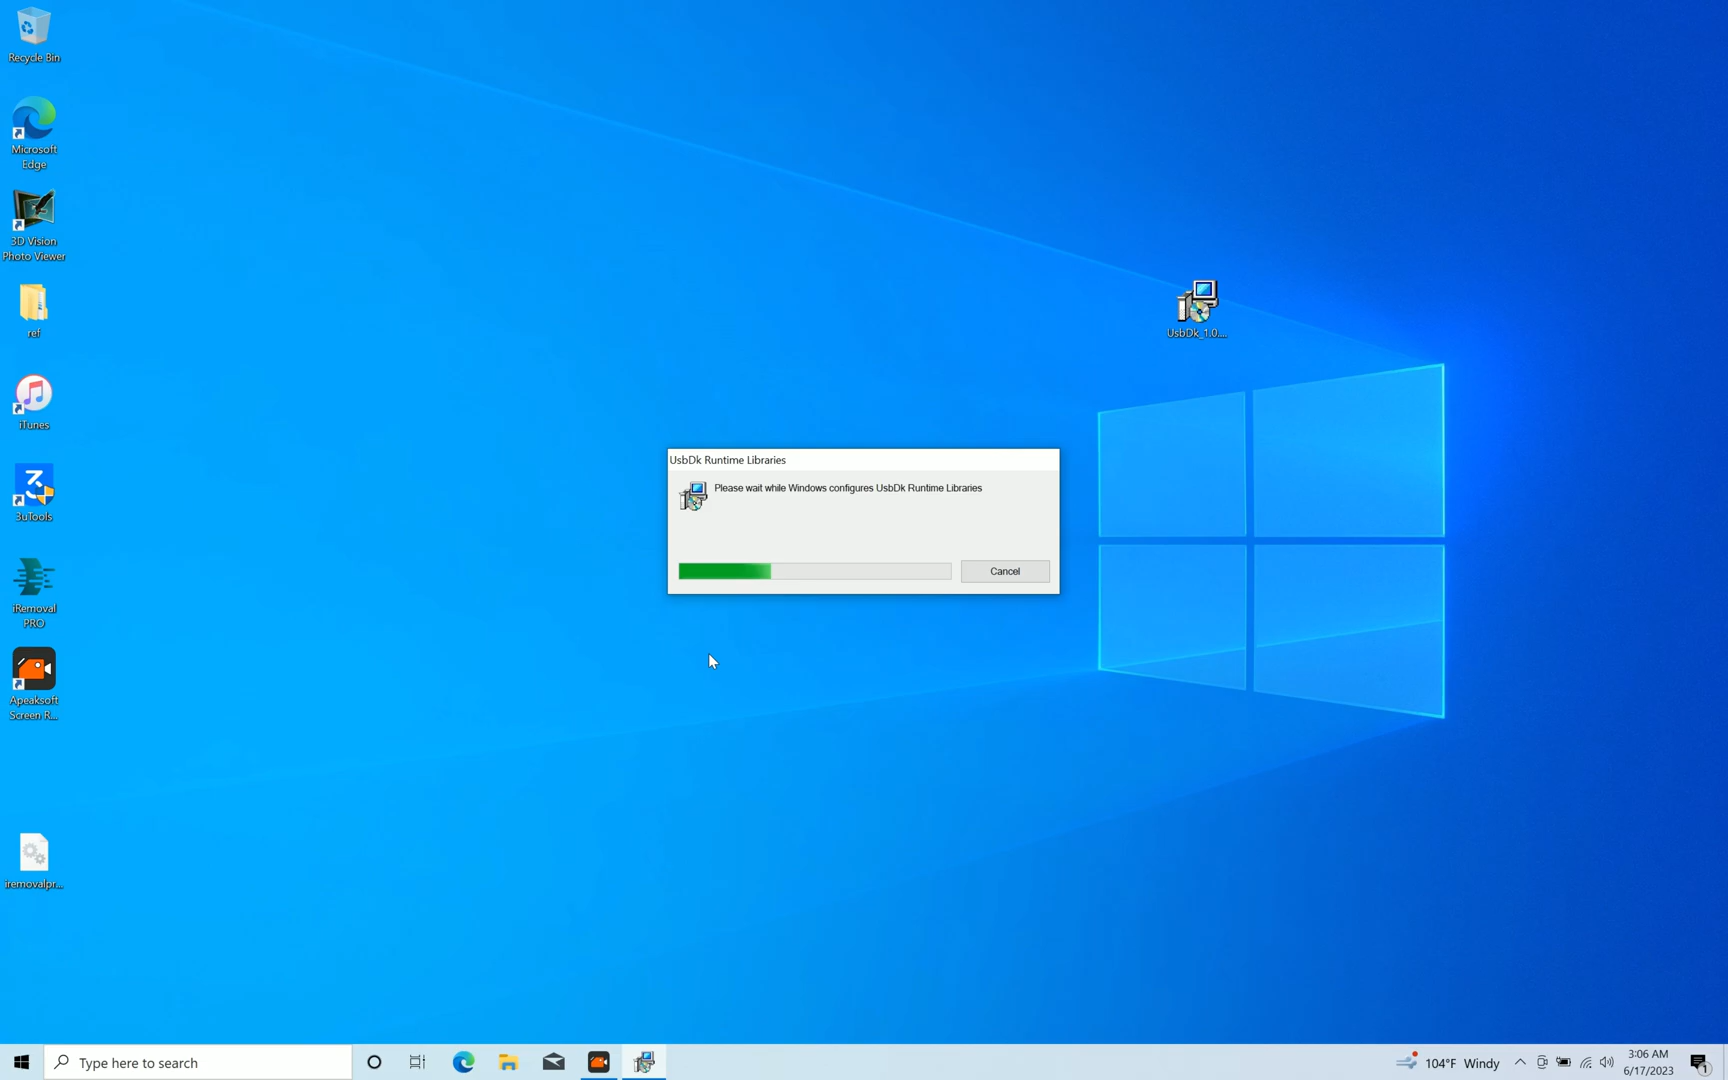 Recycle Bin
Microsoft
Edge
3D Vision
Photo Viewer
ref
iTunes
3uTools
iRemoval
PRO
Apeaksoft
Screen R...
iremovalpr...
UsbDk_1.0....
UsbDk Runtime Libraries
Please wait while Windows configures UsbDk Runtime Libraries
Cancel
Type here to search
104°F Windy
3:06 AM
6/17/2023
1